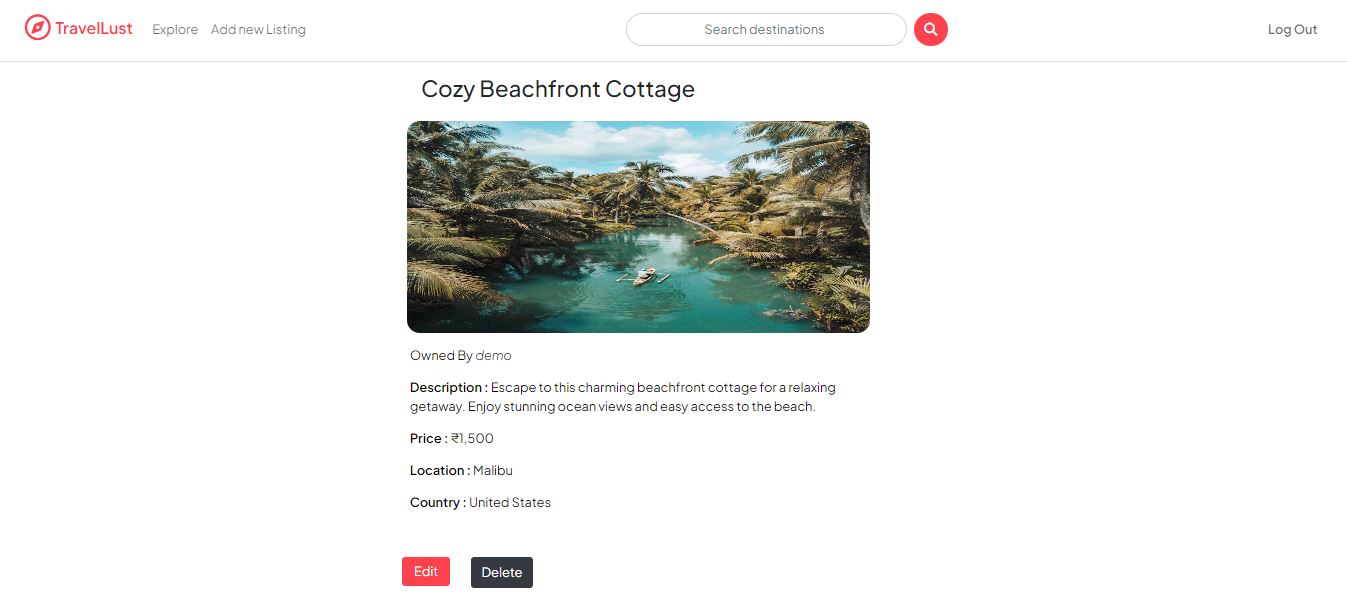 TravelLust Explore Add new Listing Search destinations Log Out
Cozy Beachfront Cottage
Owned By demo
Description : Escape to this charming beachfront cottage for a relaxing
getaway. Enjoy stunning ocean views and easy access to the beach.
Price : ₹1,500
Location : Malibu
Country : United States
Edit Delete